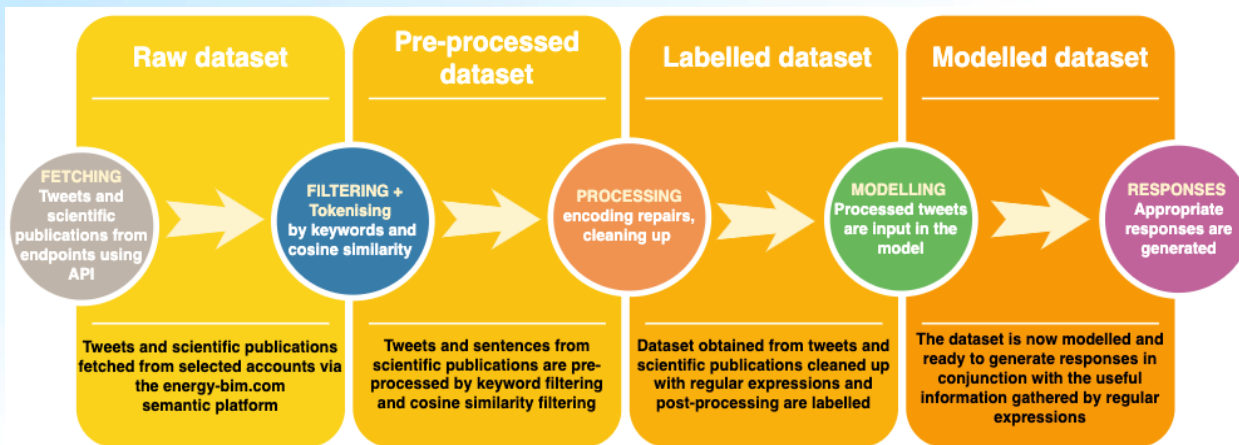 Raw dataset
Pre-processed
dataset
Labelled dataset
Modelled dataset
FETCHING
Tweets and
scientific
publications from
endpoints using
API
FILTERING +
Tokenising
by keywords and
cosine similarity
PROCESSING
encoding repairs,
cleaning up
MODELLING
Processed tweets
are input in the
model
RESPONSES
Appropriate
responses are
generated
Tweets and scientific publications
fetched from selected accounts via
the energy-bim.com
semantic platform
Tweets and sentences from
scientific publications are pre-
processed by keyword filtering
and cosine similarity filtering
Dataset obtained from tweets and
scientific publications cleaned up
with regular expressions and
post-processing are labelled
The dataset is now modelled and
ready to generate responses in
conjunction with the useful
information gathered by regular
expressions